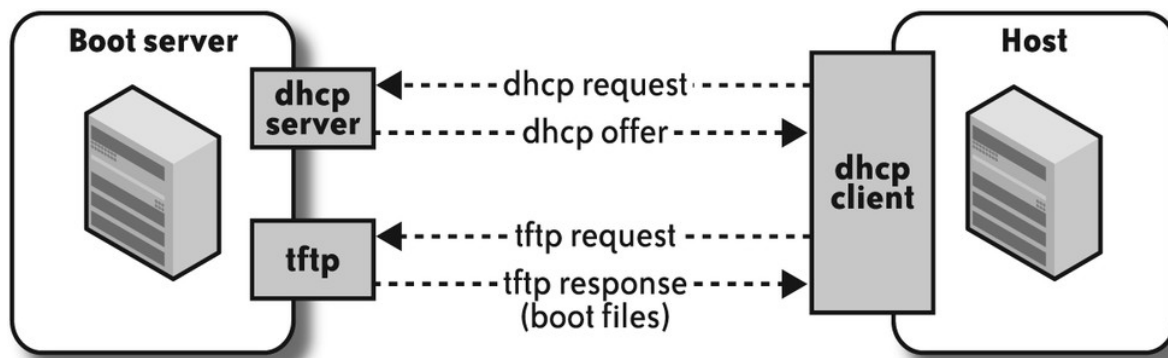 Boot server
Host
dhcp
server
dhcp request
dhcp offer
dhcp
client
tftp
tftp request
tftp response
(boot files)